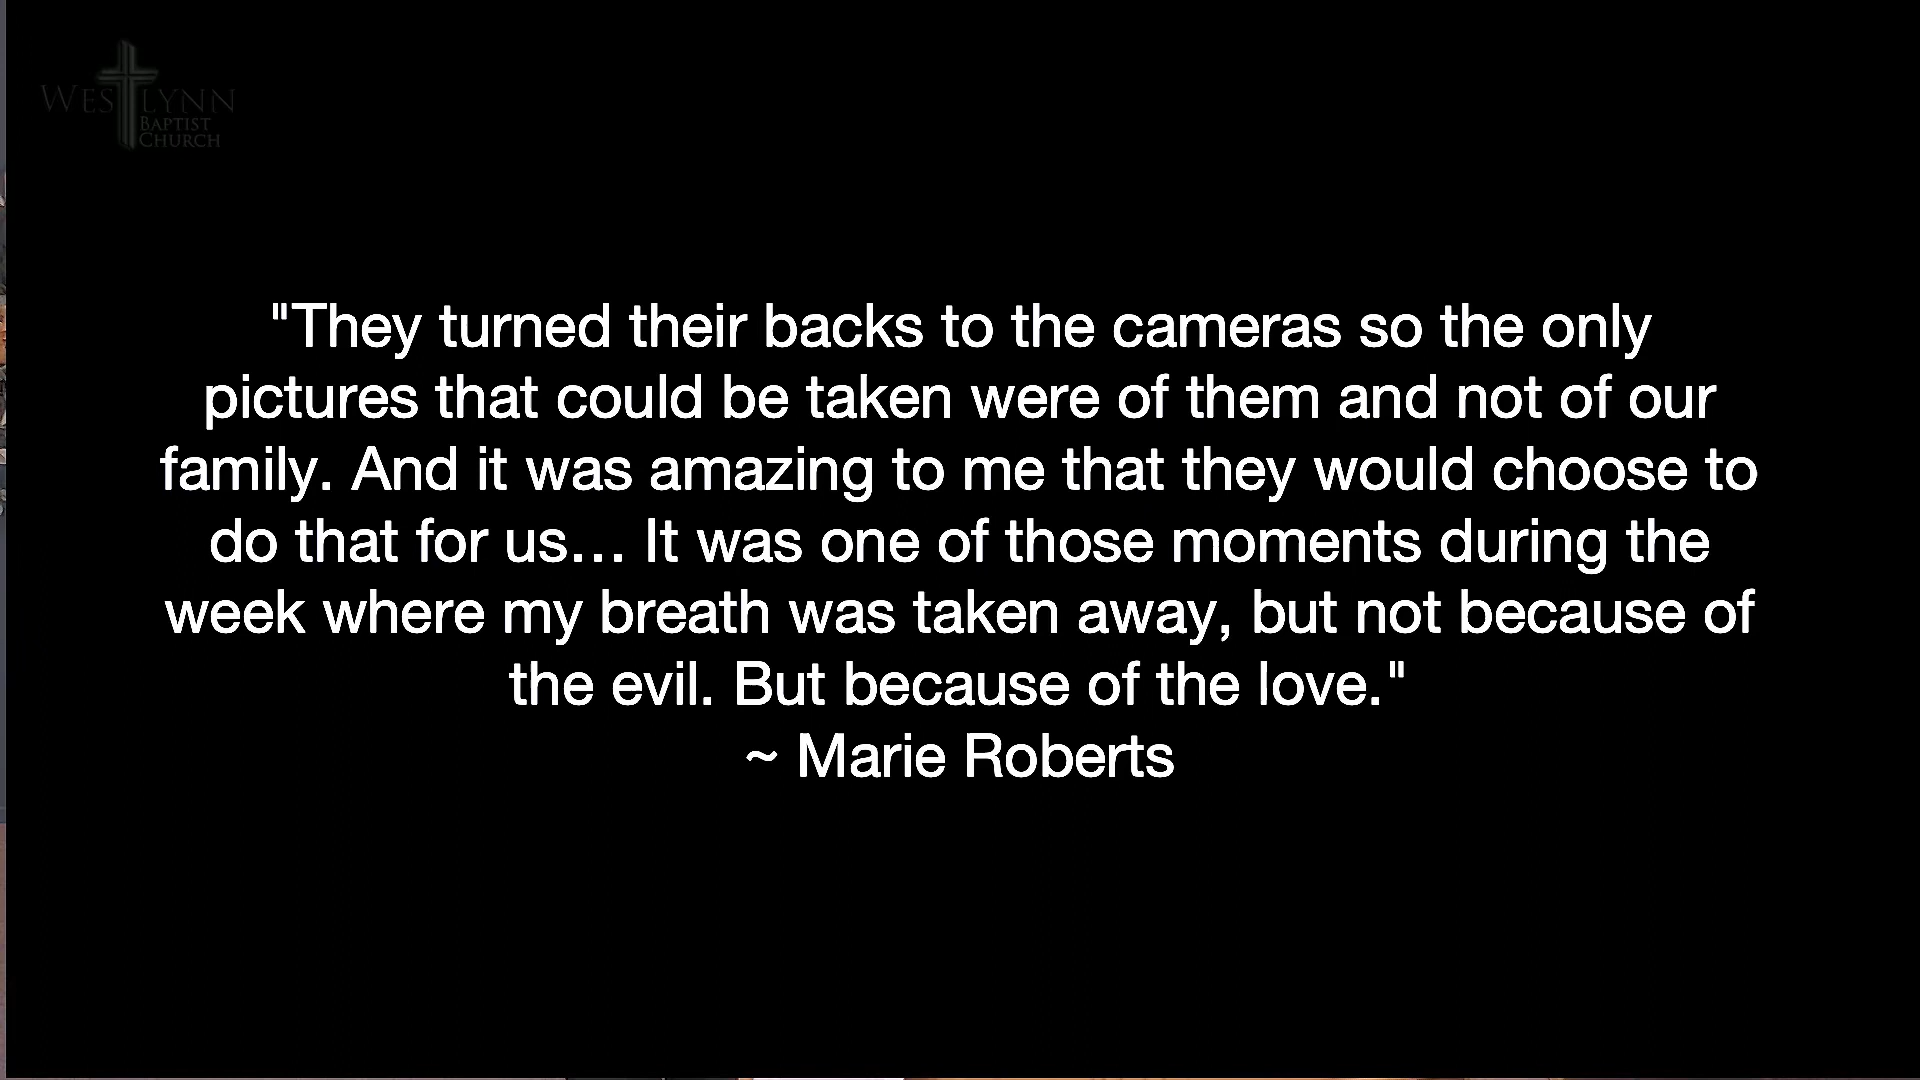 WESTLYNN
BAPTIST
CHURCH
"They turned their backs to the cameras so the only
pictures that could be taken were of them and not of our
family. And it was amazing to me that they would choose to
do that for us… It was one of those moments during the
week where my breath was taken away, but not because of
the evil. But because of the love."
~ Marie Roberts